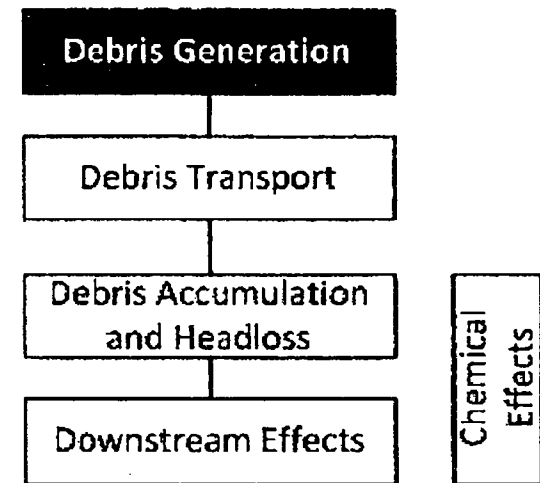 Debris Generation
Debris Transport
Debris Accumulation
and Headloss
Downstream Effects
Chemical
Effects